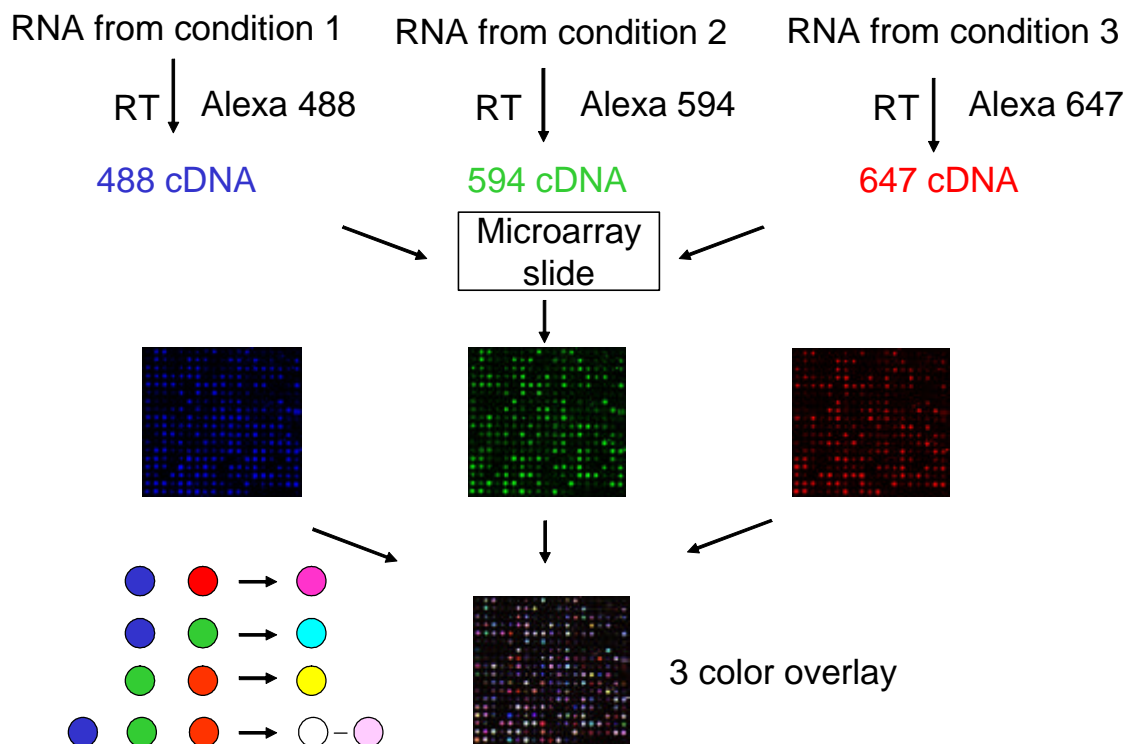 RNA from condition 1
RNA from condition 2
RNA from condition 3
RT
Alexa 488
RT
Alexa 594
RT
Alexa 647
488 cDNA
594 cDNA
647 cDNA
Microarray
slide
3 color overlay